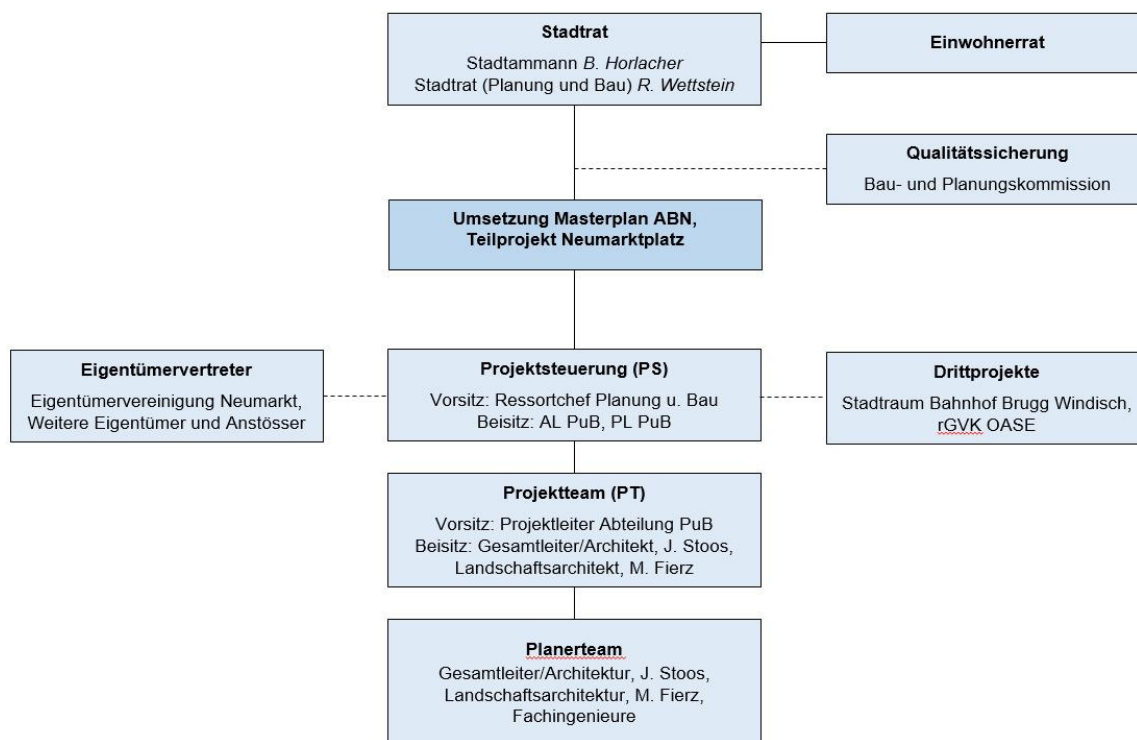 Stadtrat
Stadtammann B. Horlacher
Stadtrat (Planung und Bau) R. Wettstein
Einwohnerrat
Qualitätssicherung
Bau- und Planungskommission
Umsetzung Masterplan ABN,
Teilprojekt Neumarktplatz
Eigentümervertreter
Eigentümervereinigung Neumarkt,
Weitere Eigentümer und Anstösser
Projektsteuerung (PS)
Vorsitz: Ressortchef Planung u. Bau
Beisitz: AL PuB, PL PuB
Drittprojekte
Stadtraum Bahnhof Brugg Windisch,
rGVK OASE
Projektteam (PT)
Vorsitz: Projektleiter Abteilung PuB
Beisitz: Gesamtleiter/Architekt, J. Stoos,
Landschaftsarchitekt, M. Fierz
Planerteam
Gesamtleiter/Architektur, J. Stoos,
Landschaftsarchitektur, M. Fierz,
Fachingenieure